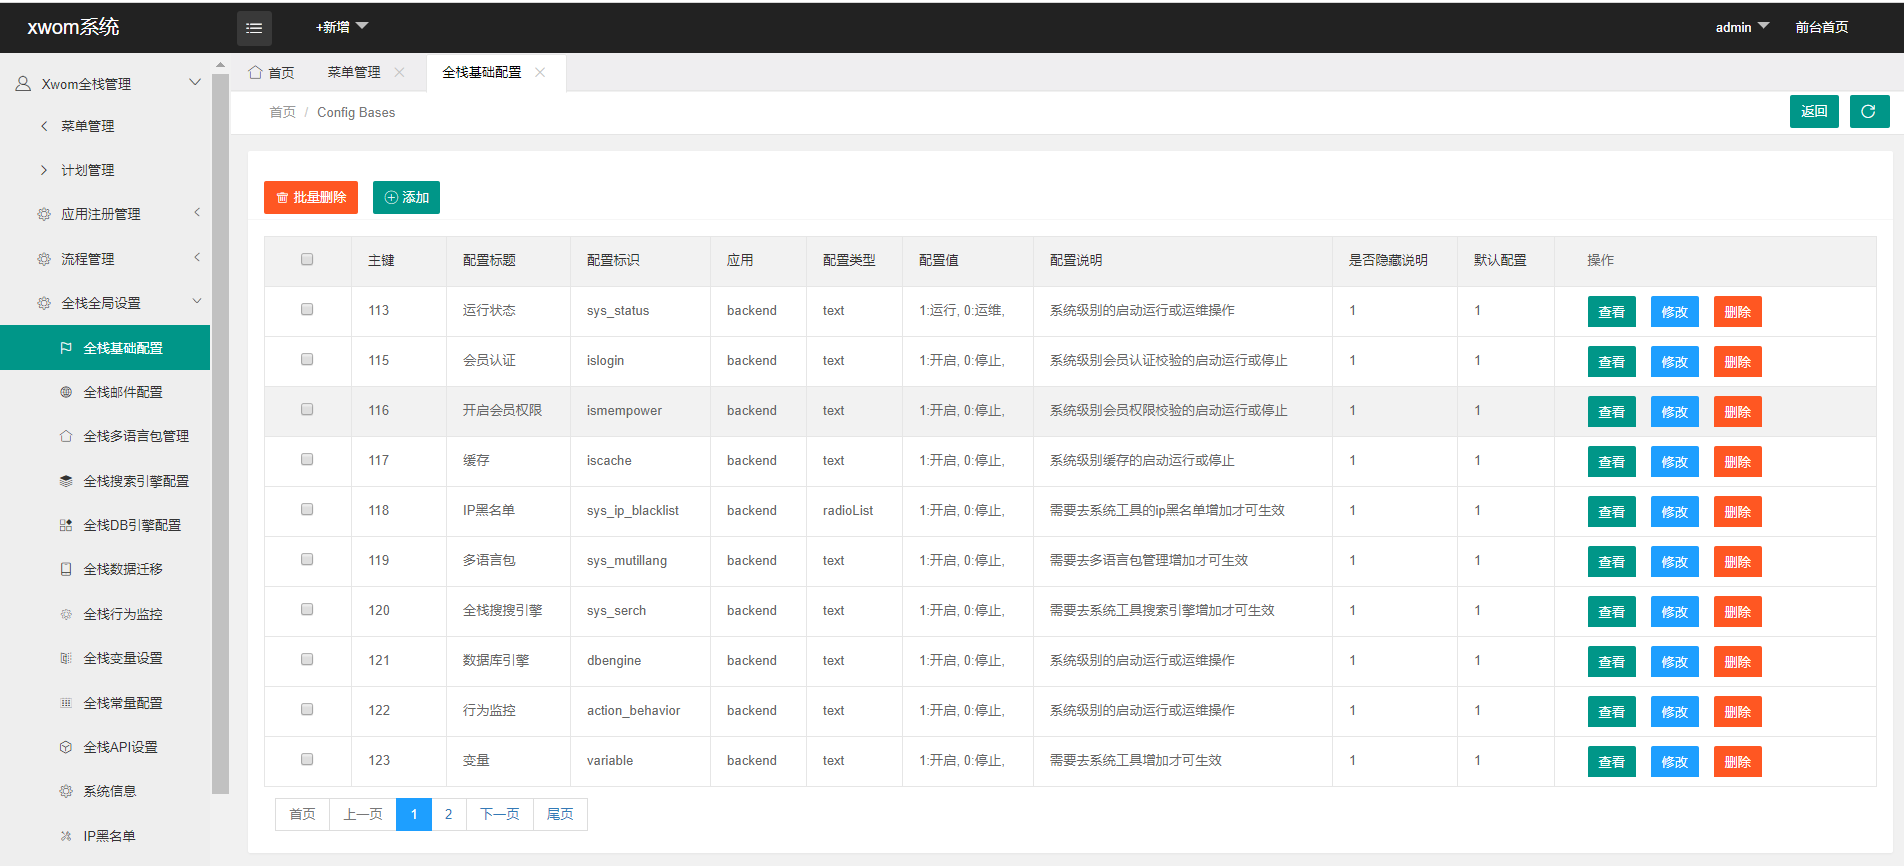 xwom系统
+新增
admin
前台首页
Xwom全栈管理
菜单管理
计划管理
应用注册管理
流程管理
全栈全局设置
全栈基础配置
全栈邮件配置
全栈多语言包管理
全栈搜索引擎配置
全栈DB引擎配置
全栈数据迁移
全栈行为监控
全栈变量设置
全栈常量配置
全栈API设置
系统信息
IP黑名单
首页 菜单管理 全栈基础配置
首页 / Config Bases
返回
批量删除 添加
主键 配置标题 配置标识 应用 配置类型 配置值 配置说明 是否隐藏说明 默认配置 操作
113 运行状态 sys_status backend text 1:运行, 0:运维, 系统级别的启动运行或运维操作 1 1 查看 修改 删除
115 会员认证 islogin backend text 1:开启, 0:停止, 系统级别会员认证校验的启动运行或停止 1 1 查看 修改 删除
116 开启会员权限 ismempower backend text 1:开启, 0:停止, 系统级别会员权限校验的启动运行或停止 1 1 查看 修改 删除
117 缓存 iscache backend text 1:开启, 0:停止, 系统级别缓存的启动运行或停止 1 1 查看 修改 删除
118 IP黑名单 sys_ip_blacklist backend radioList 1:开启, 0:停止, 需要去系统工具的ip黑名单增加才可生效 1 1 查看 修改 删除
119 多语言包 sys_mutillang backend text 1:开启, 0:停止, 需要去多语言包管理增加才可生效 1 1 查看 修改 删除
120 全栈搜搜引擎 sys_serch backend text 1:开启, 0:停止, 需要去系统工具搜索引擎增加才可生效 1 1 查看 修改 删除
121 数据库引擎 dbengine backend text 1:开启, 0:停止, 系统级别的启动运行或运维操作 1 1 查看 修改 删除
122 行为监控 action_behavior backend text 1:开启, 0:停止, 系统级别的启动运行或运维操作 1 1 查看 修改 删除
123 变量 variable backend text 1:开启, 0:停止, 需要去系统工具增加才可生效 1 1 查看 修改 删除
首页 上一页 1 2 下一页 尾页